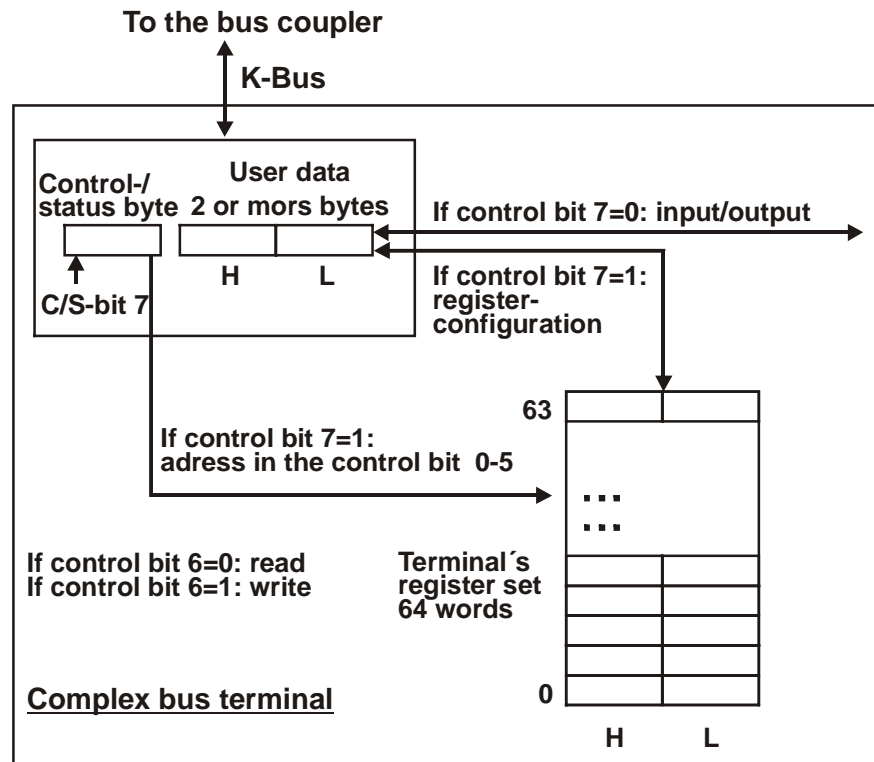 To the bus coupler
K-Bus
User data
Control-/
status byte 2 or mors bytes
H L
C/S-bit 7
If control bit 7=0: input/output
If control bit 7=1:
register-
configuration
If control bit 7=1:
adress in the control bit 0-5
63
...
...
If control bit 6=0: read
If control bit 6=1: write
Terminal´s
register set
64 words
0
H L
Complex bus terminal